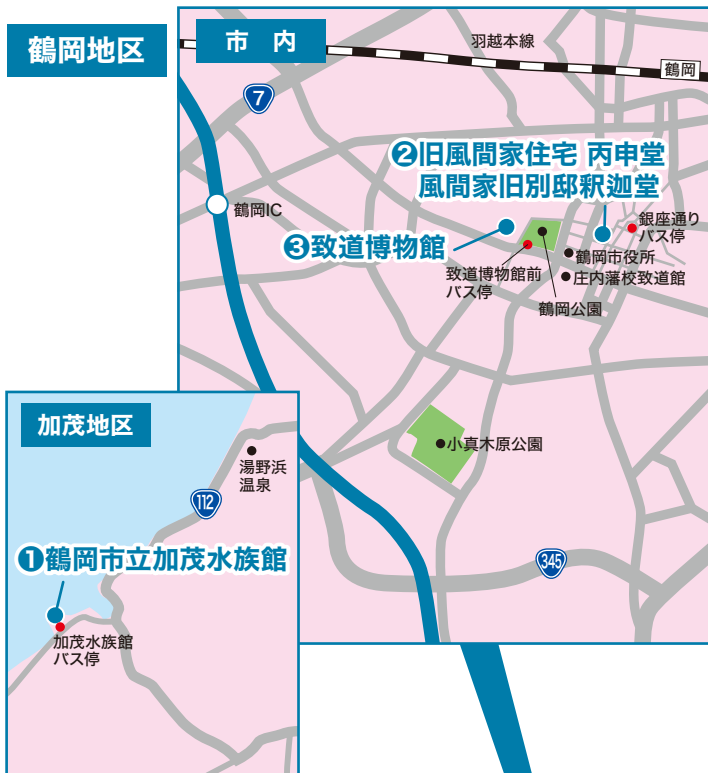 鶴岡地区
市 内
羽越本線
鶴岡
7
❷旧風間家住宅 丙申堂
風間家旧別邸釈迦堂
鶴岡IC
銀座通り
バス停
❸致道博物館
鶴岡市役所
致道博物館前
バス停
庄内藩校致道館
鶴岡公園
小真木原公園
345
加茂地区
湯野浜
温泉
112
❶鶴岡市立加茂水族館
加茂水族館
バス停